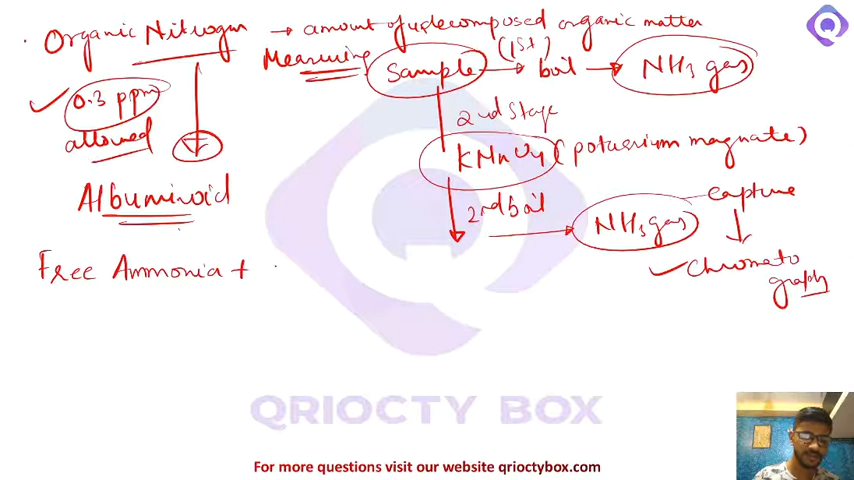 Organic Nitrogen → amount of undecomposed organic matter
Measuring Sample (1st) → boil → NH3 gas
0.3 ppm
allowed
2nd Stage
KMnO4 (potassium magnate)
Albuminoid
2nd boil → NH3 gas
capture
Chromato
graph
Free Ammonia +
QRIOCTY BOX
For more questions visit our website qrioctybox.com